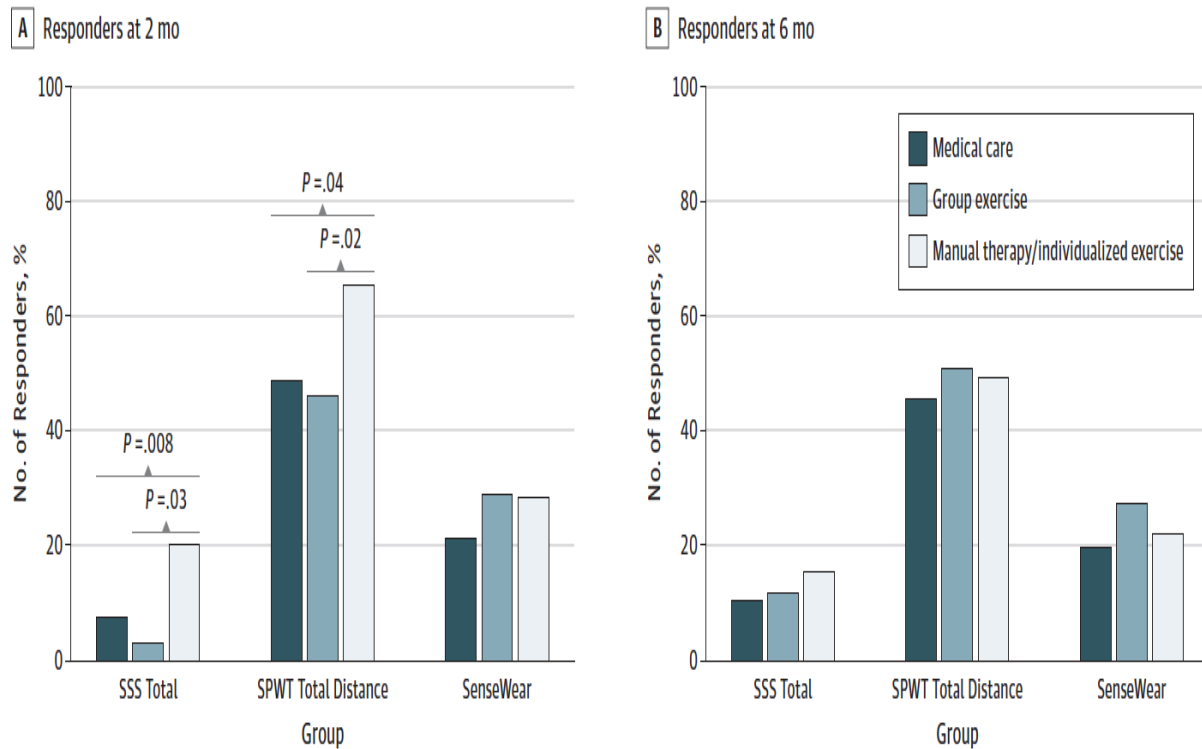 A Responders at 2 mo
No. of Responders, %
100
80
60
40
20
0
P =.008
P =.03
P =.04
P =.02
SSS Total
SPWT Total Distance
SenseWear
Group
B Responders at 6 mo
No. of Responders, %
100
80
60
40
20
0
Medical care
Group exercise
Manual therapy/individualized exercise
SSS Total
SPWT Total Distance
SenseWear
Group